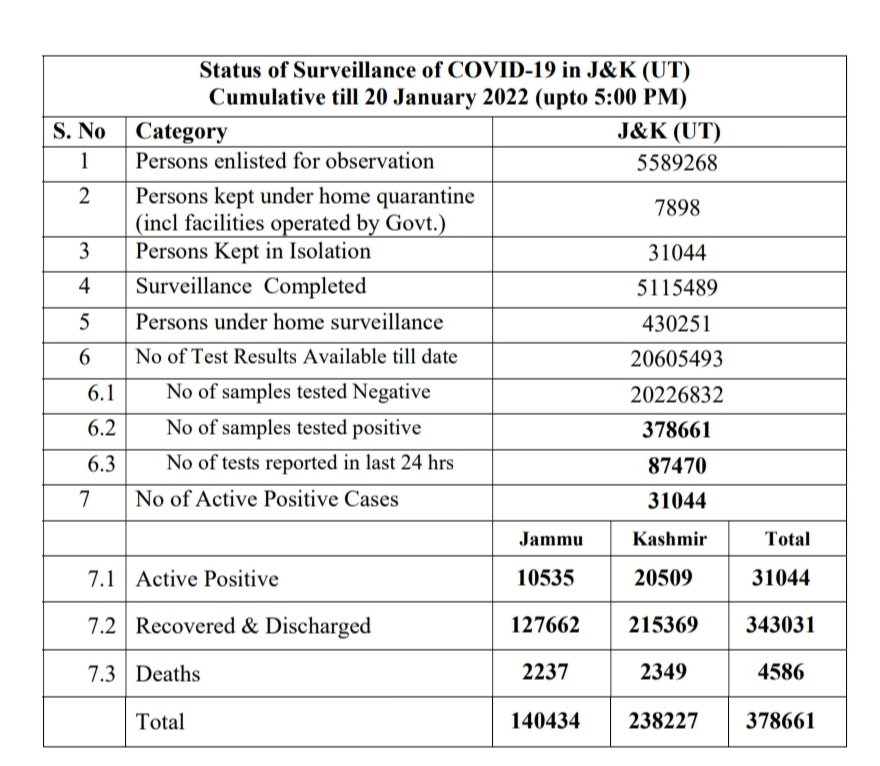 Status of Surveillance of COVID-19 in J&K (UT)
Cumulative till 20 January 2022 (upto 5:00 PM)
S. No Category J&K (UT)
1 Persons enlisted for observation 5589268
2 Persons kept under home quarantine
(incl facilities operated by Govt.) 7898
3 Persons Kept in Isolation 31044
4 Surveillance Completed 5115489
5 Persons under home surveillance 430251
6 No of Test Results Available till date 20605493
6.1 No of samples tested Negative 20226832
6.2 No of samples tested positive 378661
6.3 No of tests reported in last 24 hrs 87470
7 No of Active Positive Cases 31044
Jammu Kashmir Total
7.1 Active Positive 10535 20509 31044
7.2 Recovered & Discharged 127662 215369 343031
7.3 Deaths 2237 2349 4586
Total 140434 238227 378661